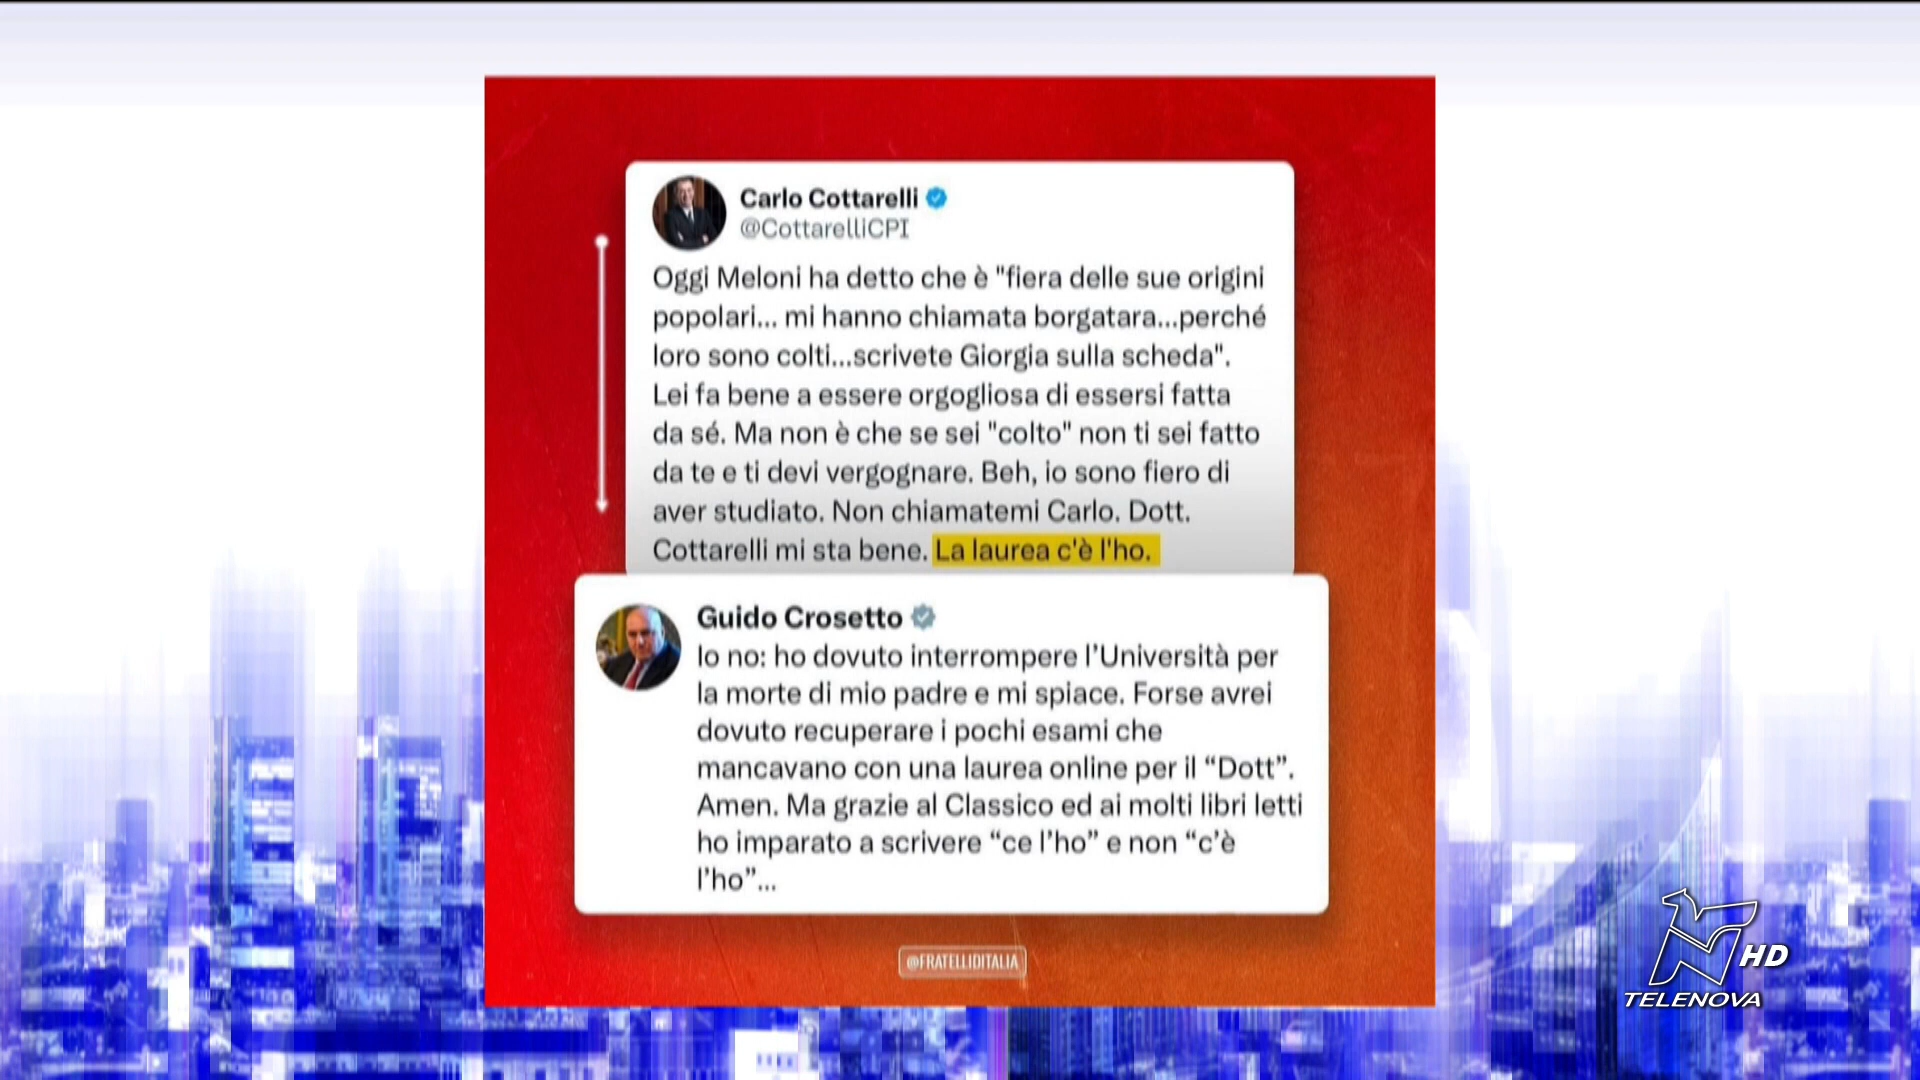 Carlo Cottarelli
@CottarelliCPI
Oggi Meloni ha detto che è "fiera delle sue origini
popolari... mi hanno chiamata borgatara...perché
loro sono colti...scrivete Giorgia sulla scheda".
Lei fa bene a essere orgogliosa di essersi fatta
da sé. Ma non è che se sei "colto" non ti sei fatto
da te e ti devi vergognare. Beh, io sono fiero di
aver studiato. Non chiamatemi Carlo. Dott.
Cottarelli mi sta bene. La laurea c'è l'ho.
Guido Crosetto
Io no: ho dovuto interrompere l’Università per
la morte di mio padre e mi spiace. Forse avrei
dovuto recuperare i pochi esami che
mancavano con una laurea online per il “Dott”.
Amen. Ma grazie al Classico ed ai molti libri letti
ho imparato a scrivere “ce l’ho” e non “c’è
l’ho”...
@FRATELLIDITALIA
HD
TELENOVA